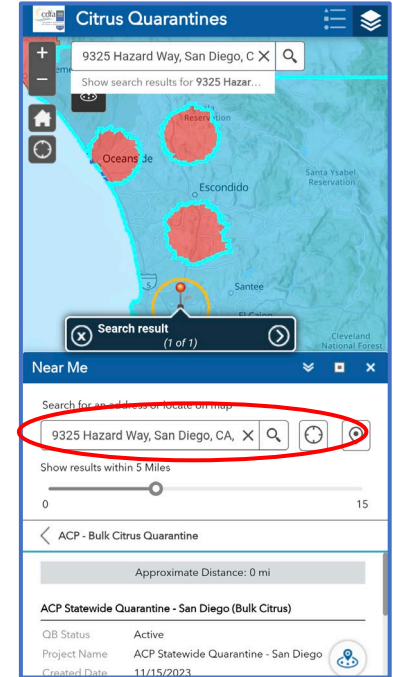 cdfa
Citrus Quarantines
+
9325 Hazard Way, San Diego, C
Show search results for 9325 Hazar...
−
Reservation
Oceanside
Santa Ysabel
Reservation
Escondido
5
Santee
El Cajon
Search result
(1 of 1)
Cleveland
National Forest
Near Me
Search for an address or locate on map
9325 Hazard Way, San Diego, CA,
Show results within 5 Miles
0
15
ACP - Bulk Citrus Quarantine
Approximate Distance: 0 mi
ACP Statewide Quarantine - San Diego (Bulk Citrus)
QB Status Active
Project Name ACP Statewide Quarantine - San Diego
Created Date 11/15/2023